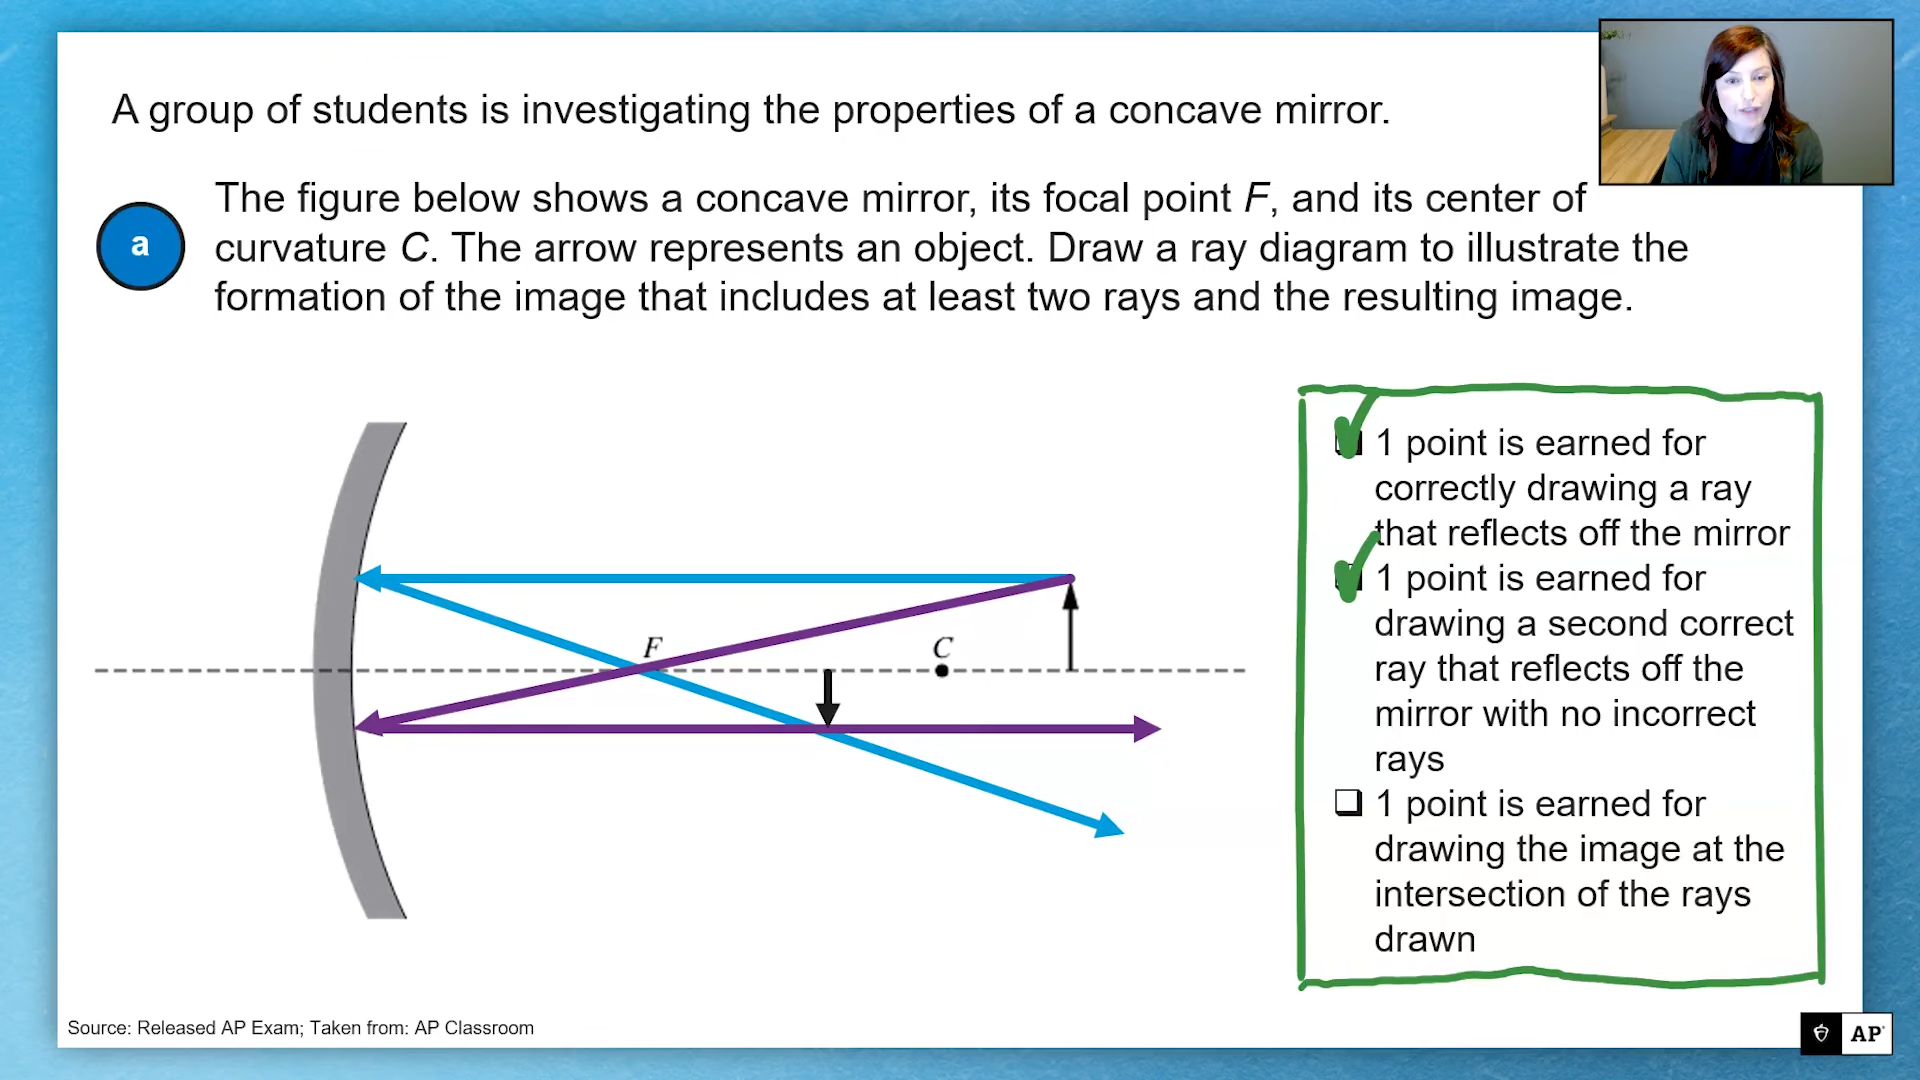 A group of students is investigating the properties of a concave mirror.
a
The figure below shows a concave mirror, its focal point F, and its center of
curvature C. The arrow represents an object. Draw a ray diagram to illustrate the
formation of the image that includes at least two rays and the resulting image.
F
C
1 point is earned for
correctly drawing a ray
that reflects off the mirror
1 point is earned for
drawing a second correct
ray that reflects off the
mirror with no incorrect
rays
1 point is earned for
drawing the image at the
intersection of the rays
drawn
Source: Released AP Exam; Taken from: AP Classroom
AP